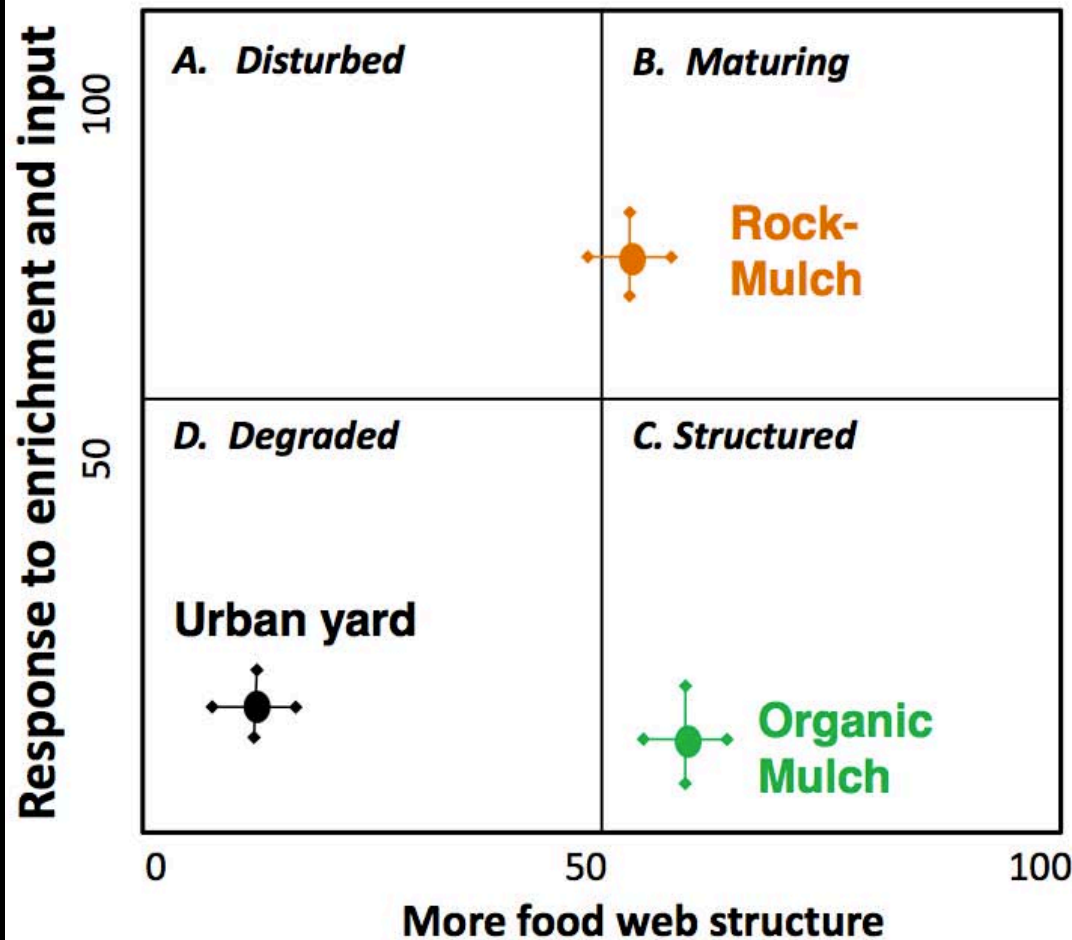 Response to enrichment and input
100
50
A. Disturbed
B. Maturing
Rock-
Mulch
D. Degraded
C. Structured
Urban yard
Organic
Mulch
0
50
100
More food web structure